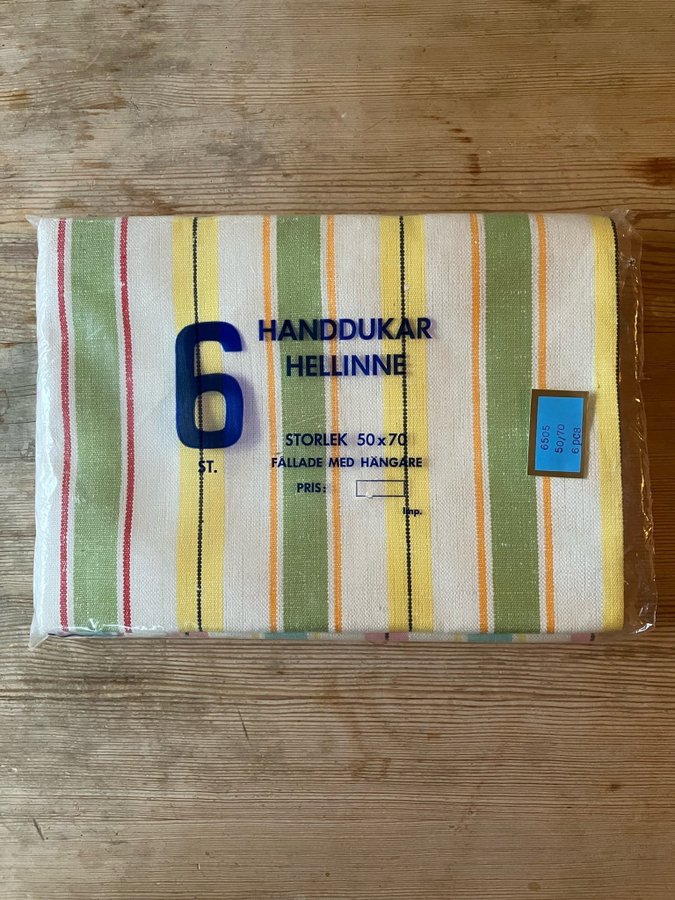 6
ST.
HANDDUKAR
HELLINNE
STORLEK 50x70
FÅLLADE MED HÄNGARE
PRIS:
Imp.
6505
50/70
6 pcs